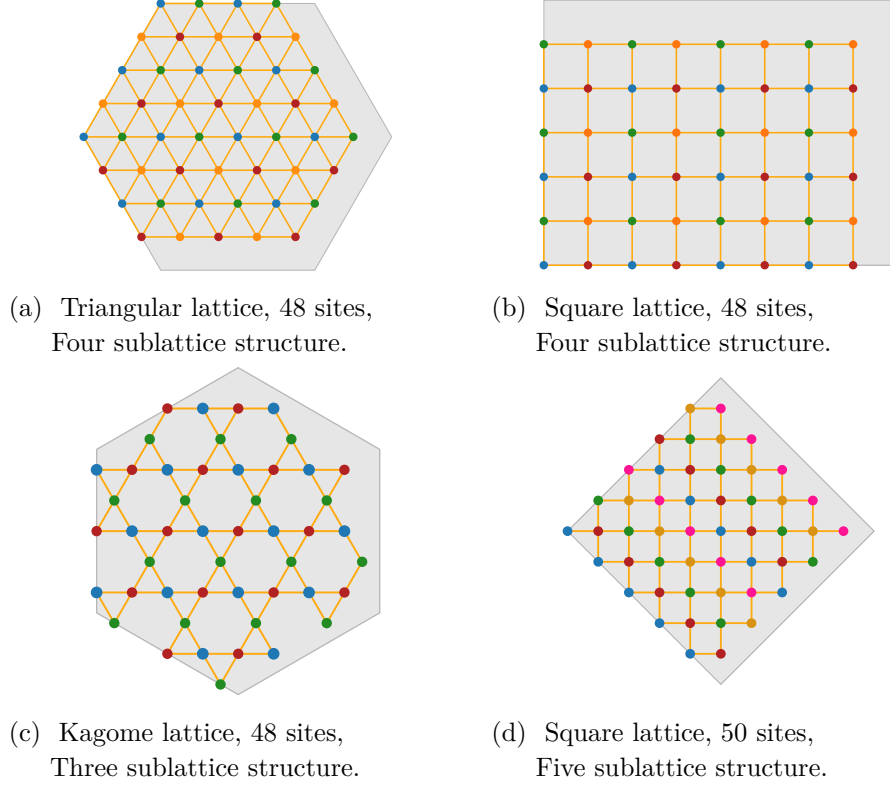 (a) Triangular lattice, 48 sites,
Four sublattice structure.
(b) Square lattice, 48 sites,
Four sublattice structure.
(c) Kagome lattice, 48 sites,
Three sublattice structure.
(d) Square lattice, 50 sites,
Five sublattice structure.